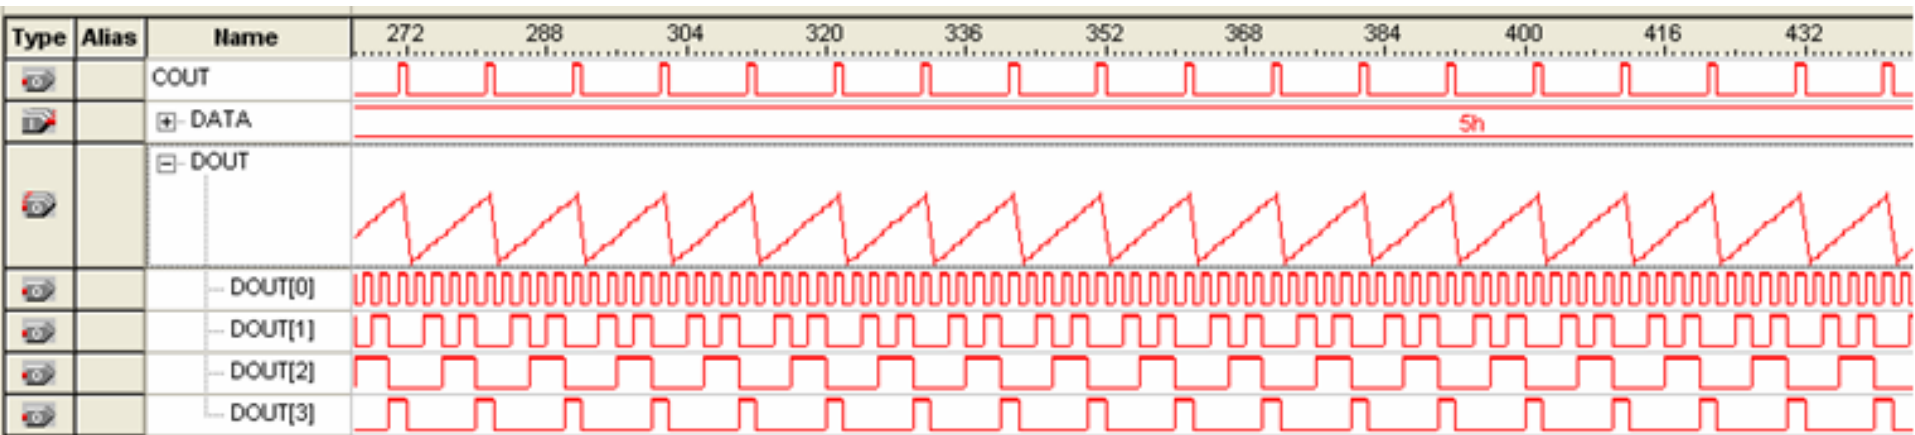 Type Alias Name 272 288 304 320 336 352 368 384 400 416 432
COUT
DATA 5h
DOUT
DOUT[0]
DOUT[1]
DOUT[2]
DOUT[3]